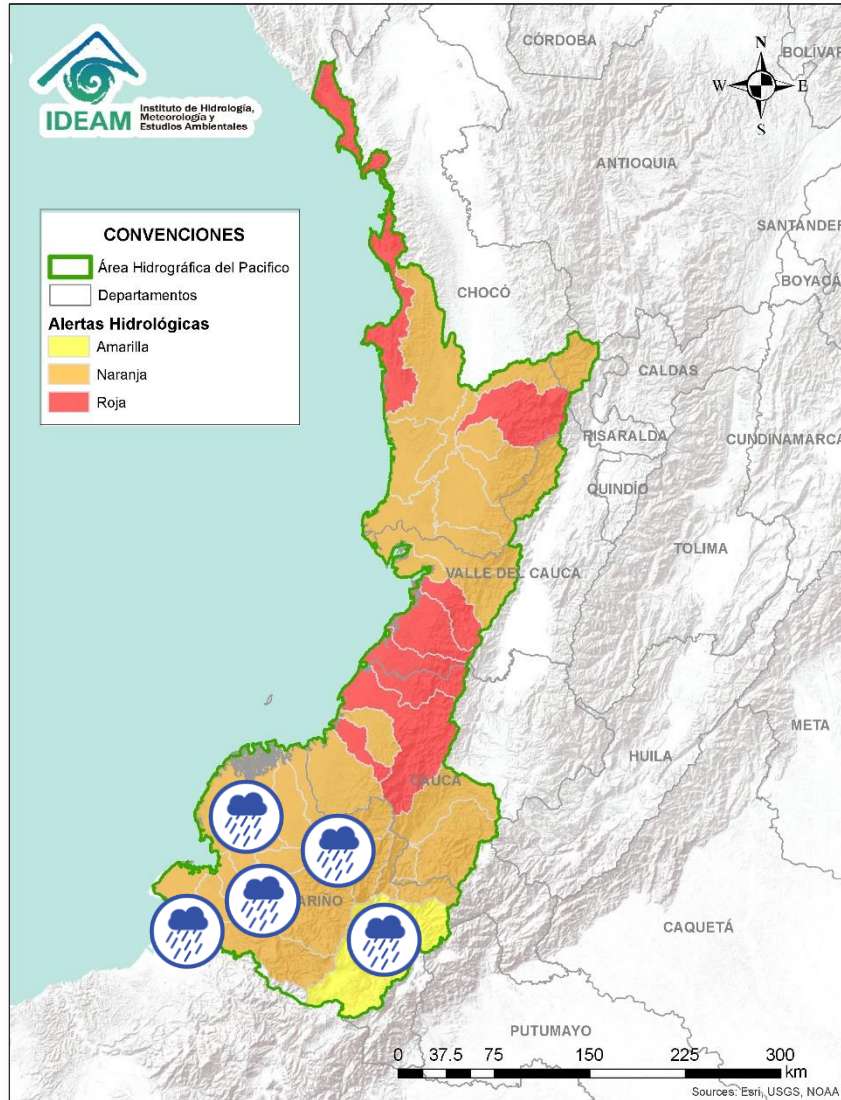 IDEAM
Instituto de Hidrología,
Meteorología y
Estudios Ambientales
N
W
E
S
CÓRDOBA
BOLÍVAR
ANTIOQUIA
SANTANDER
BOYACÁ
CONVENCIONES
Área Hidrográfica del Pacifico
Departamentos
Alertas Hidrológicas
Amarilla
Naranja
Roja
CHOCÓ
CALDAS
RISARALDA
CUNDINAMARCA
QUINDÍO
TOLIMA
VALLE DEL CAUCA
META
HUILA
CAUCA
ARIÑO
CAQUETÁ
PUTUMAYO
0 37.5 75 150 225 300
km
Sources: Esri, USGS, NOAA